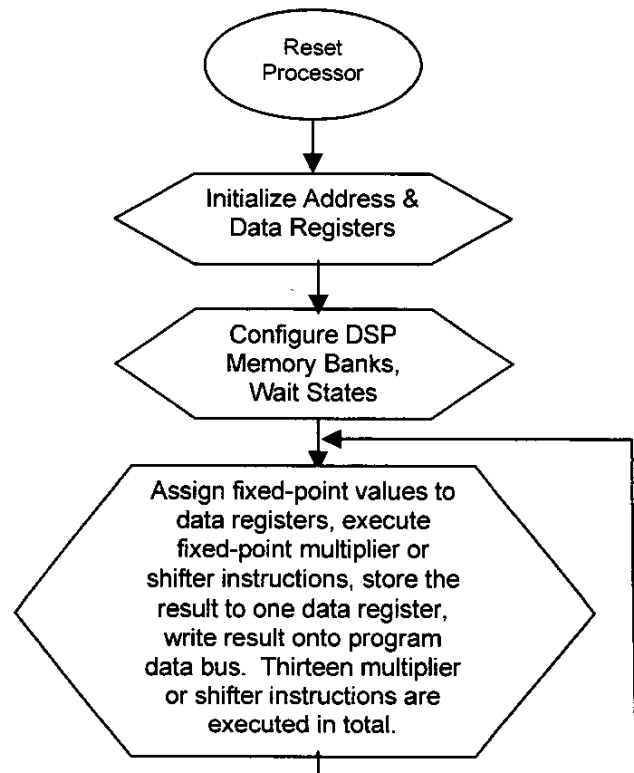 Reset
Processor
Initialize Address &
Data Registers
Configure DSP
Memory Banks,
Wait States
Assign fixed-point values to
data registers, execute
fixed-point multiplier or
shifter instructions, store the
result to one data register,
write result onto program
data bus.  Thirteen multiplier
or shifter instructions are
executed in total.